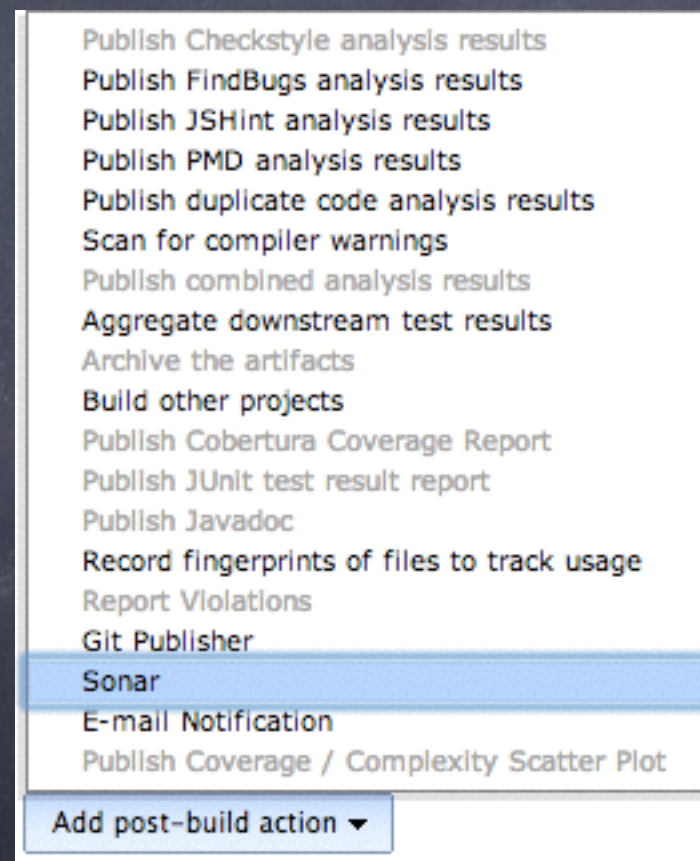 Publish Checkstyle analysis results
Publish FindBugs analysis results
Publish JSHint analysis results
Publish PMD analysis results
Publish duplicate code analysis results
Scan for compiler warnings
Publish combined analysis results
Aggregate downstream test results
Archive the artifacts
Build other projects
Publish Cobertura Coverage Report
Publish JUnit test result report
Publish Javadoc
Record fingerprints of files to track usage
Report Violations
Git Publisher
Sonar
E-mail Notification
Publish Coverage / Complexity Scatter Plot
Add post-build action